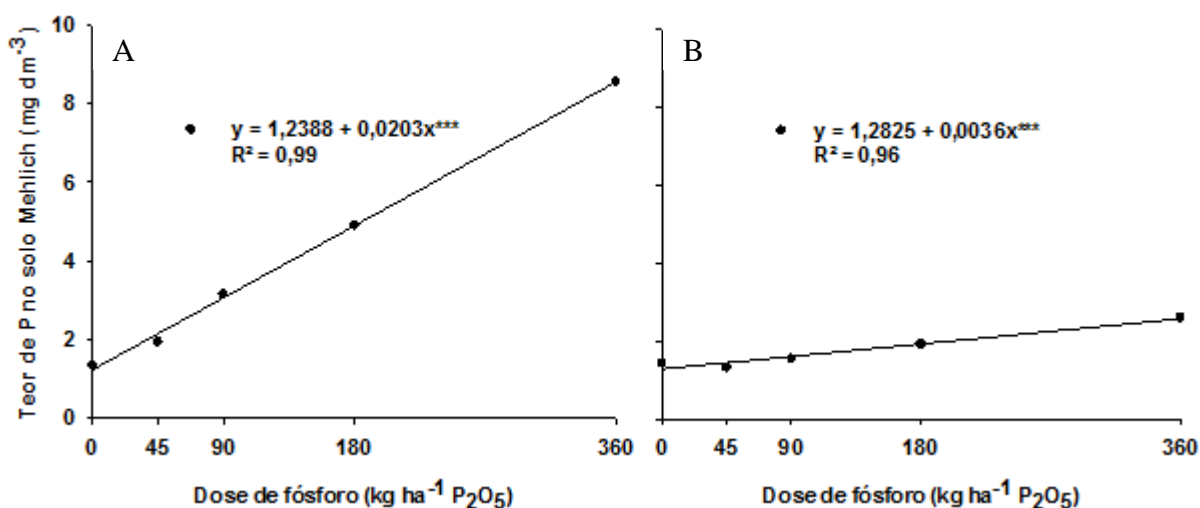 Teor de P no solo Mehlich (mg dm⁻³)
10
8
6
4
2
0
A
y = 1,2388 + 0,0203x***
R² = 0,99
0 45 90 180 360
Dose de fósforo (kg ha⁻¹ P₂O₅)
B
y = 1,2825 + 0,0036x***
R² = 0,96
0 45 90 180 360
Dose de fósforo (kg ha⁻¹ P₂O₅)